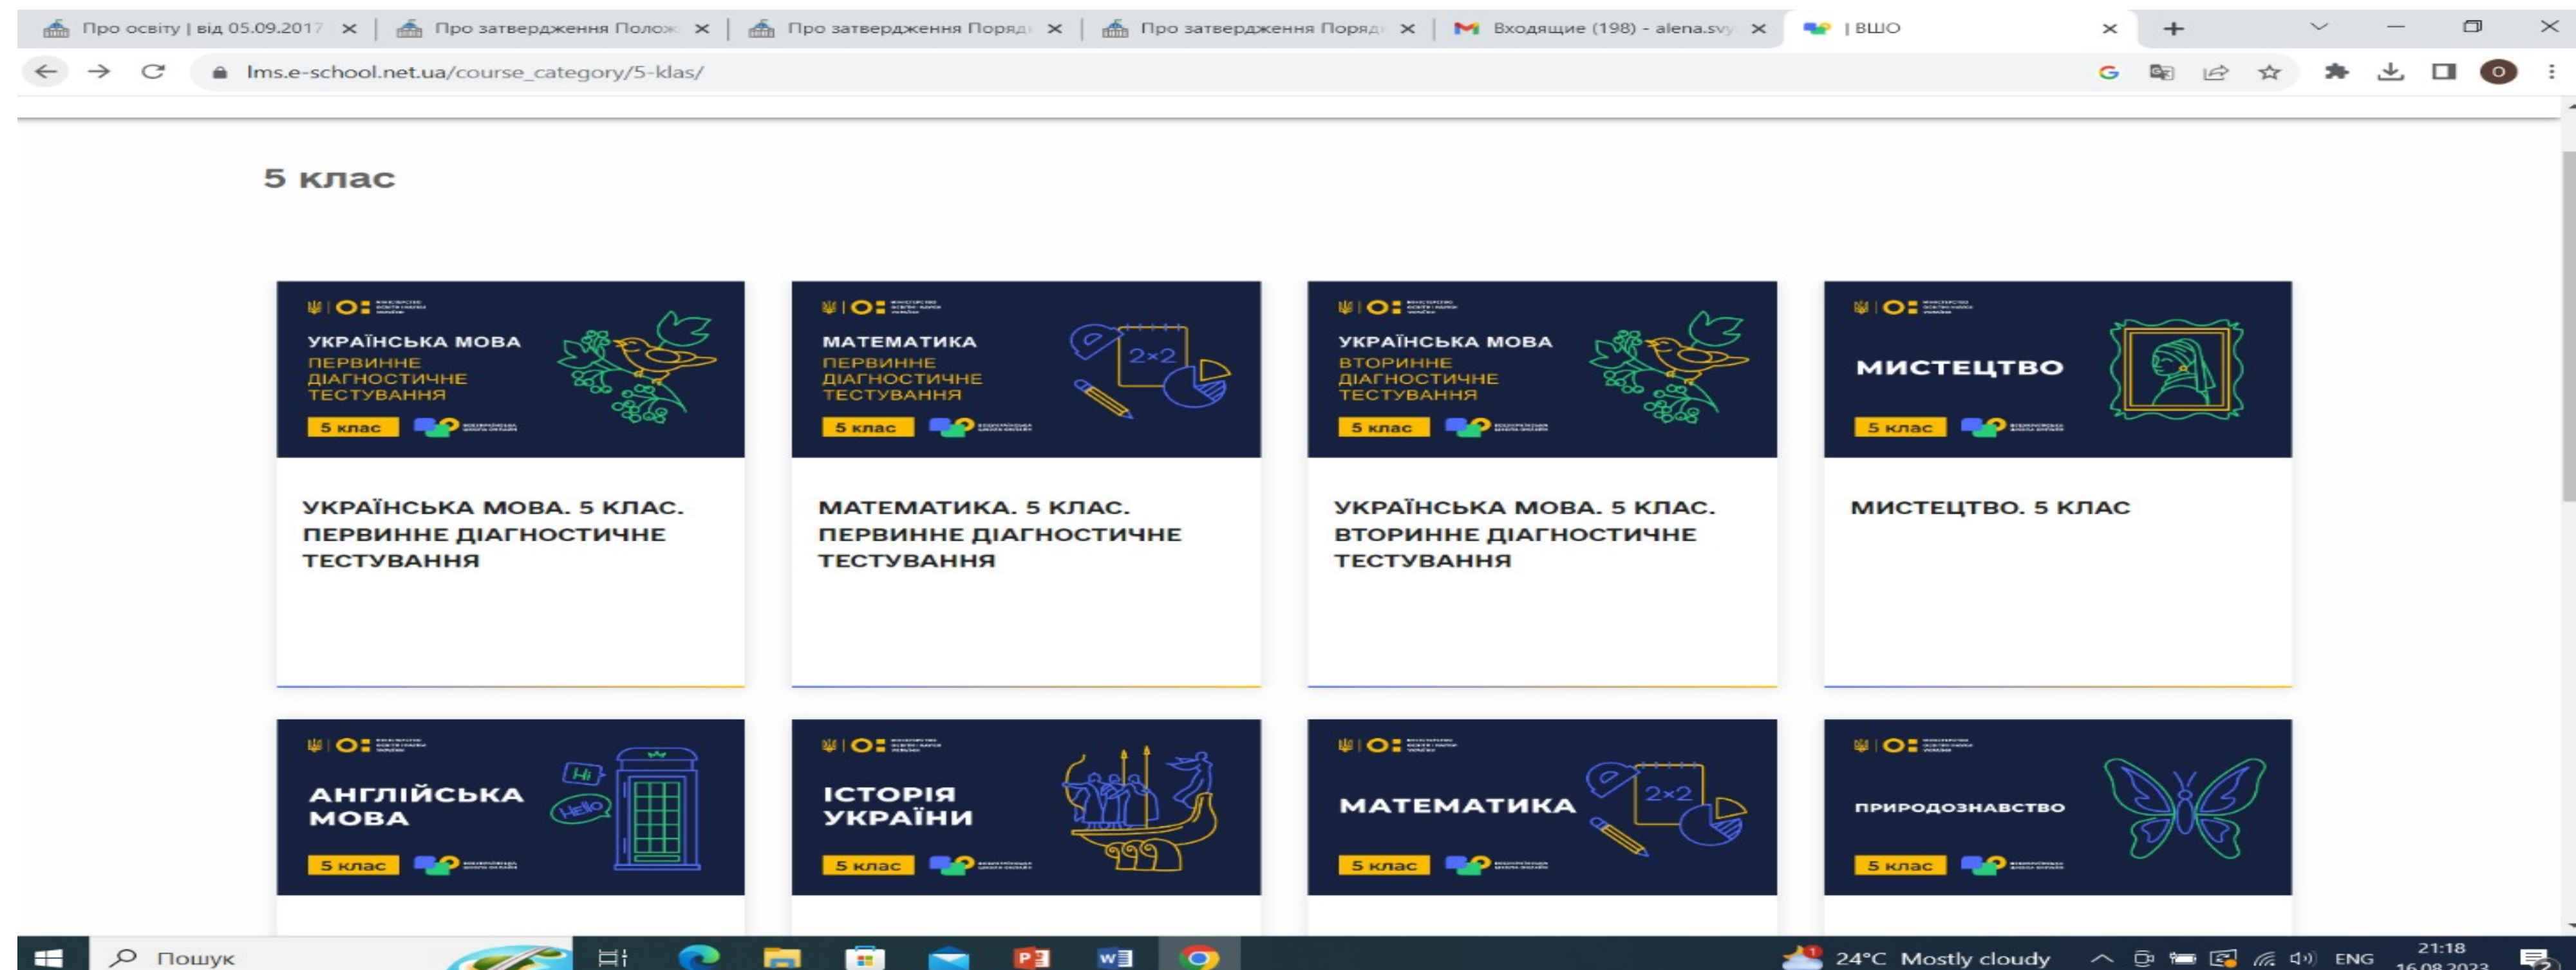 Про освіту | від 05.09.2017
Про затвердження Полож
Про затвердження Поряд
Про затвердження Поряд
Входящие (198) - alena.svy
| ВШО
lms.e-school.net.ua/course_category/5-klas/
5 клас
УКРАЇНСЬКА МОВА
ПЕРВИННЕ
ДІАГНОСТИЧНЕ
ТЕСТУВАННЯ
5 клас
УКРАЇНСЬКА МОВА. 5 КЛАС.
ПЕРВИННЕ ДІАГНОСТИЧНЕ
ТЕСТУВАННЯ
МАТЕМАТИКА
ПЕРВИННЕ
ДІАГНОСТИЧНЕ
ТЕСТУВАННЯ
2×2
5 клас
МАТЕМАТИКА. 5 КЛАС.
ПЕРВИННЕ ДІАГНОСТИЧНЕ
ТЕСТУВАННЯ
УКРАЇНСЬКА МОВА
ВТОРИННЕ
ДІАГНОСТИЧНЕ
ТЕСТУВАННЯ
5 клас
УКРАЇНСЬКА МОВА. 5 КЛАС.
ВТОРИННЕ ДІАГНОСТИЧНЕ
ТЕСТУВАННЯ
МИСТЕЦТВО
5 клас
МИСТЕЦТВО. 5 КЛАС
АНГЛІЙСЬКА
МОВА
Hi
Hello
5 клас
ІСТОРІЯ
УКРАЇНИ
5 клас
МАТЕМАТИКА
2×2
5 клас
ПРИРОДОЗНАВСТВО
5 клас
Пошук
24°C Mostly cloudy
ENG
21:18
16.08.2023